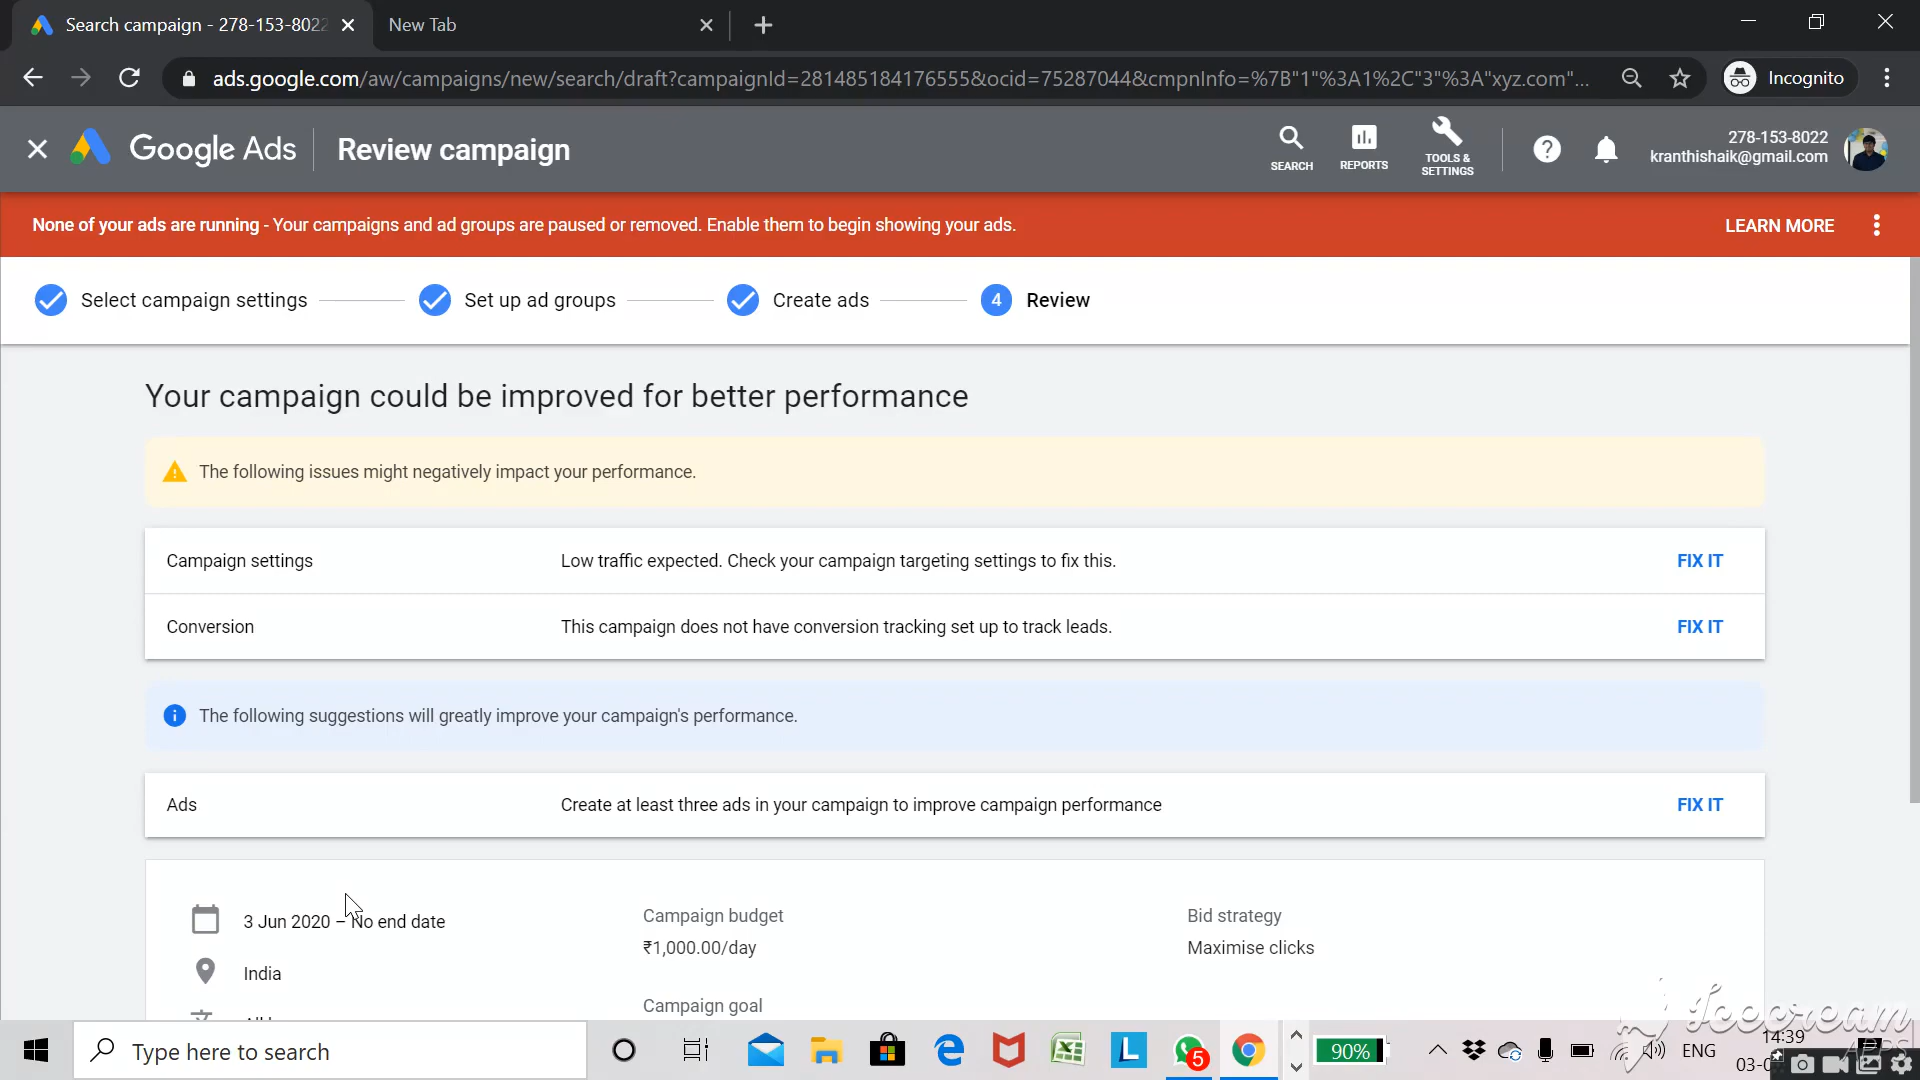 Search campaign - 278-153-8022
New Tab
ads.google.com/aw/campaigns/new/search/draft?campaignId=281485184176555&ocid=75287044&cmpnInfo=%7B"1"%3A1%2C"3"%3A"xyz.com"...
Incognito
Google Ads
Review campaign
SEARCH
REPORTS
TOOLS & SETTINGS
278-153-8022
kranthishaik@gmail.com
None of your ads are running - Your campaigns and ad groups are paused or removed. Enable them to begin showing your ads.
LEARN MORE
Select campaign settings
Set up ad groups
Create ads
4 Review
Your campaign could be improved for better performance
The following issues might negatively impact your performance.
Campaign settings
Low traffic expected. Check your campaign targeting settings to fix this.
FIX IT
Conversion
This campaign does not have conversion tracking set up to track leads.
FIX IT
The following suggestions will greatly improve your campaign's performance.
Ads
Create at least three ads in your campaign to improve campaign performance
FIX IT
3 Jun 2020 – No end date
Campaign budget
Bid strategy
₹1,000.00/day
Maximise clicks
India
Campaign goal
Icecream
APPS
Type here to search
5
90%
ENG
14:39